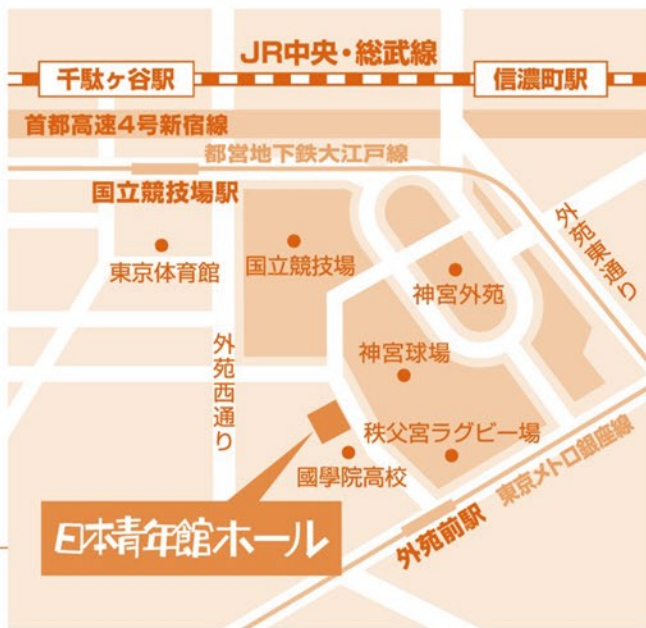 JR中央・総武線
千駄ヶ谷駅
信濃町駅
首都高速4号新宿線
都営地下鉄大江戸線
国立競技場駅
外苑東通り
東京体育館
国立競技場
神宮外苑
外苑西通り
神宮球場
秩父宮ラグビー場
國學院高校
東京メトロ銀座線
日本青年館ホール
外苑前駅